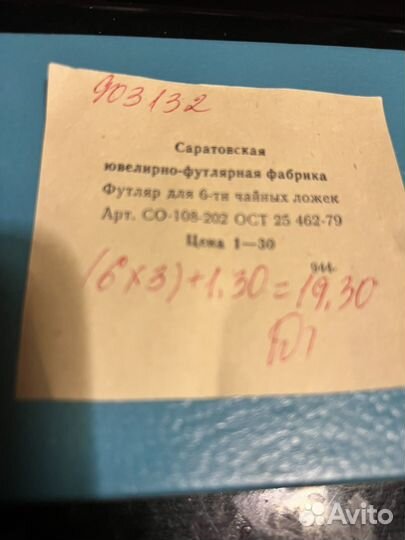 903132
Саратовская
ювелирно-футлярная фабрика
Футляр для 6-ти чайных ложек
Арт. СО-108-202 ОСТ 25 462-79
Цена 1—30
944.
(6 х 3) + 1.30 = 19.30
Avito